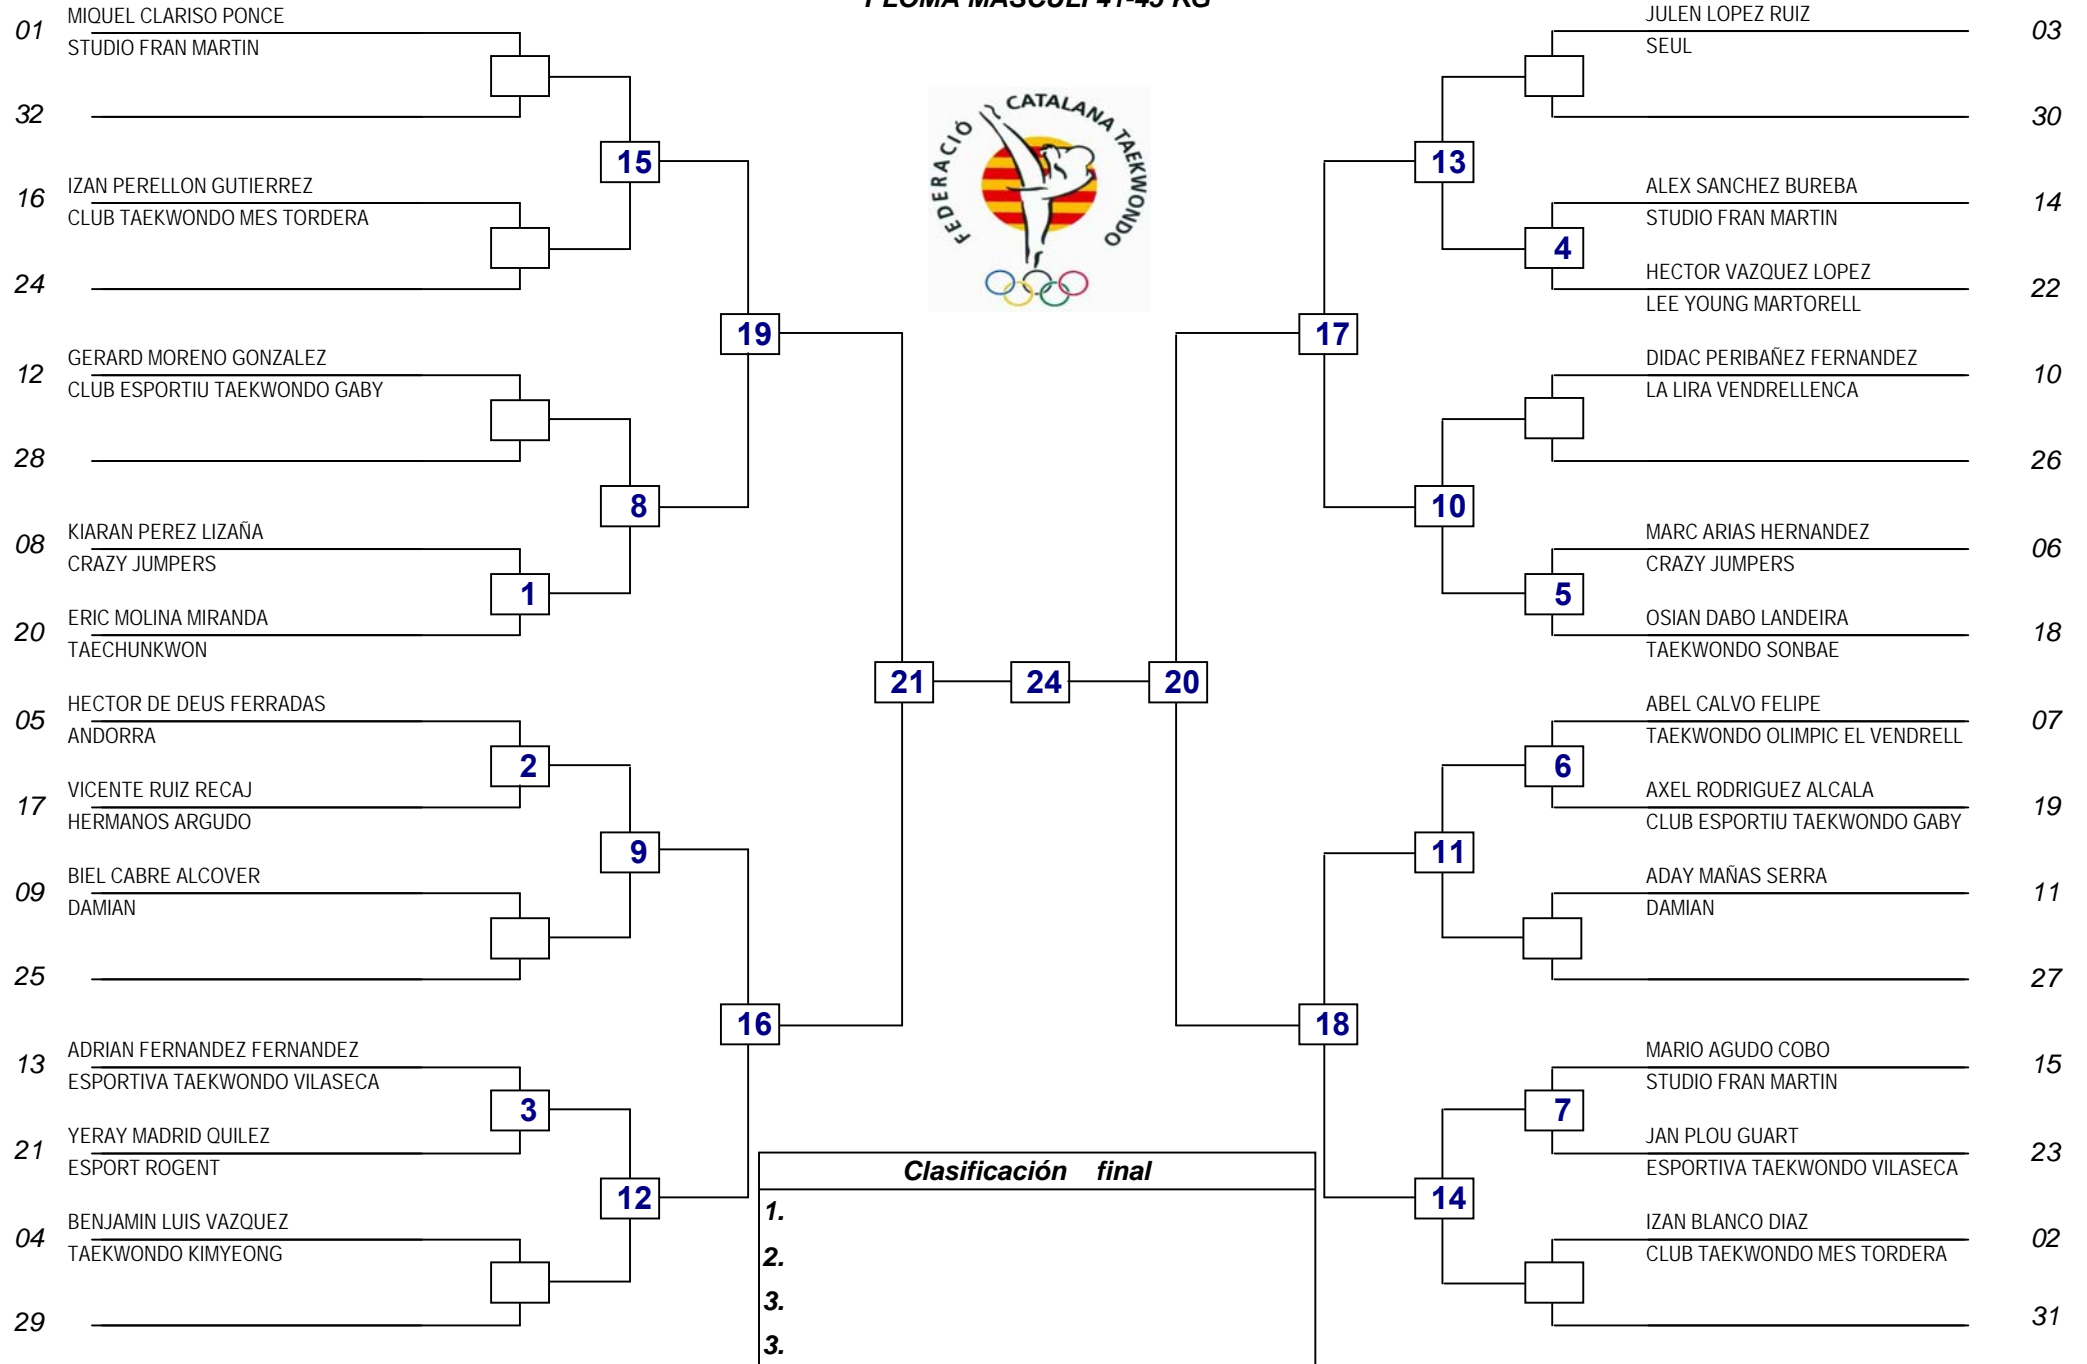 PLOMA MASCULI 41-45 KG
01
MIQUEL CLARISO PONCE
STUDIO FRAN MARTIN
32
16
IZAN PERELLON GUTIERREZ
CLUB TAEKWONDO MES TORDERA
24
12
GERARD MORENO GONZALEZ
CLUB ESPORTIU TAEKWONDO GABY
28
08
KIARAN PEREZ LIZAÑA
CRAZY JUMPERS
20
ERIC MOLINA MIRANDA
TAECHUNKWON
05
HECTOR DE DEUS FERRADAS
ANDORRA
17
VICENTE RUIZ RECAJ
HERMANOS ARGUDO
09
BIEL CABRE ALCOVER
DAMIAN
25
13
ADRIAN FERNANDEZ FERNANDEZ
ESPORTIVA TAEKWONDO VILASECA
21
YERAY MADRID QUILEZ
ESPORT ROGENT
04
BENJAMIN LUIS VAZQUEZ
TAEKWONDO KIMYEONG
29
1
2
3
15
8
9
12
19
16
21
24
20
17
18
13
10
11
14
4
5
6
7
FEDERACIÓ CATALANA TAEKWONDO
JULEN LOPEZ RUIZ
SEUL
03
30
ALEX SANCHEZ BUREBA
STUDIO FRAN MARTIN
14
HECTOR VAZQUEZ LOPEZ
LEE YOUNG MARTORELL
22
DIDAC PERIBAÑEZ FERNANDEZ
LA LIRA VENDRELLENCA
10
26
MARC ARIAS HERNANDEZ
CRAZY JUMPERS
06
OSIAN DABO LANDEIRA
TAEKWONDO SONBAE
18
ABEL CALVO FELIPE
TAEKWONDO OLIMPIC EL VENDRELL
07
AXEL RODRIGUEZ ALCALA
CLUB ESPORTIU TAEKWONDO GABY
19
ADAY MAÑAS SERRA
DAMIAN
11
27
MARIO AGUDO COBO
STUDIO FRAN MARTIN
15
JAN PLOU GUART
ESPORTIVA TAEKWONDO VILASECA
23
IZAN BLANCO DIAZ
CLUB TAEKWONDO MES TORDERA
02
31
Clasificación final
1.
2.
3.
3.